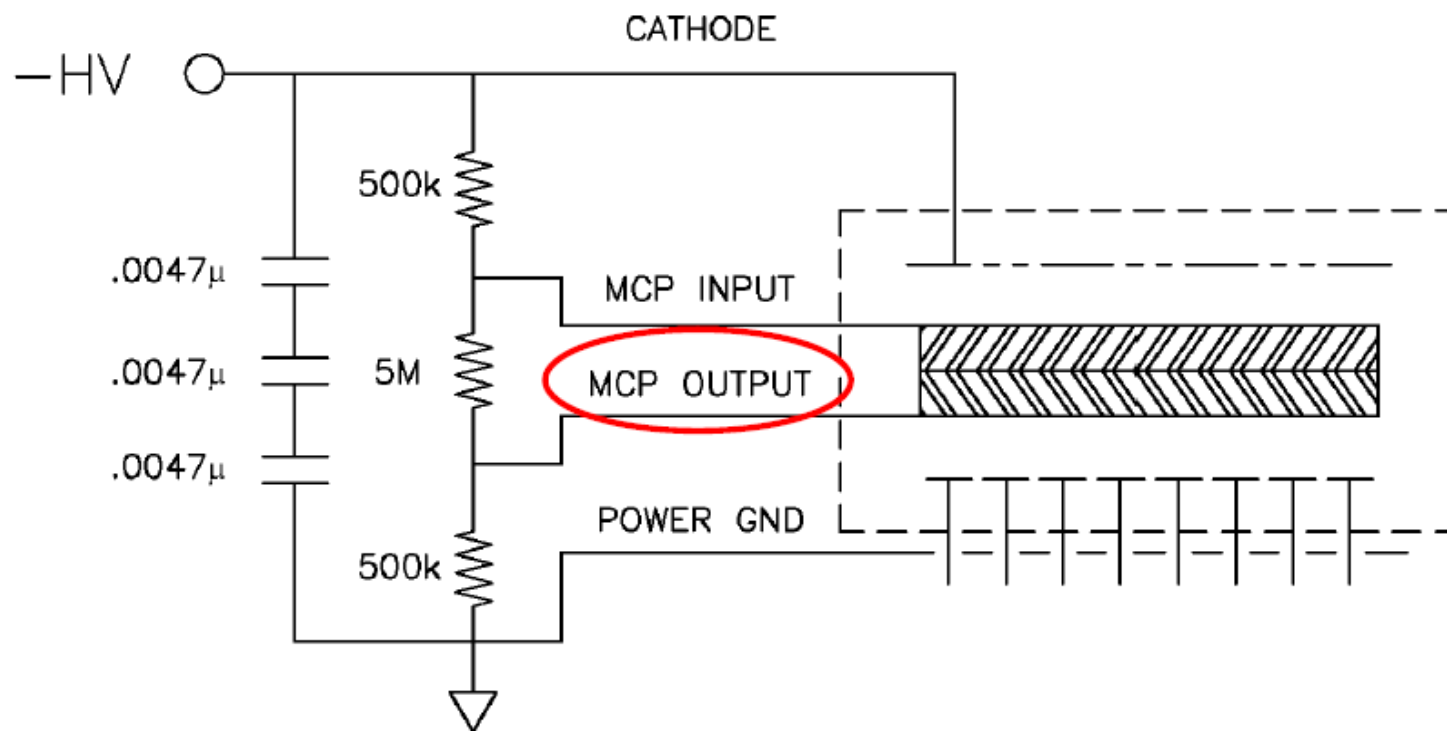 CATHODE
-HV
500k
.0047μ
MCP INPUT
.0047μ
5M
MCP OUTPUT
.0047μ
POWER GND
500k